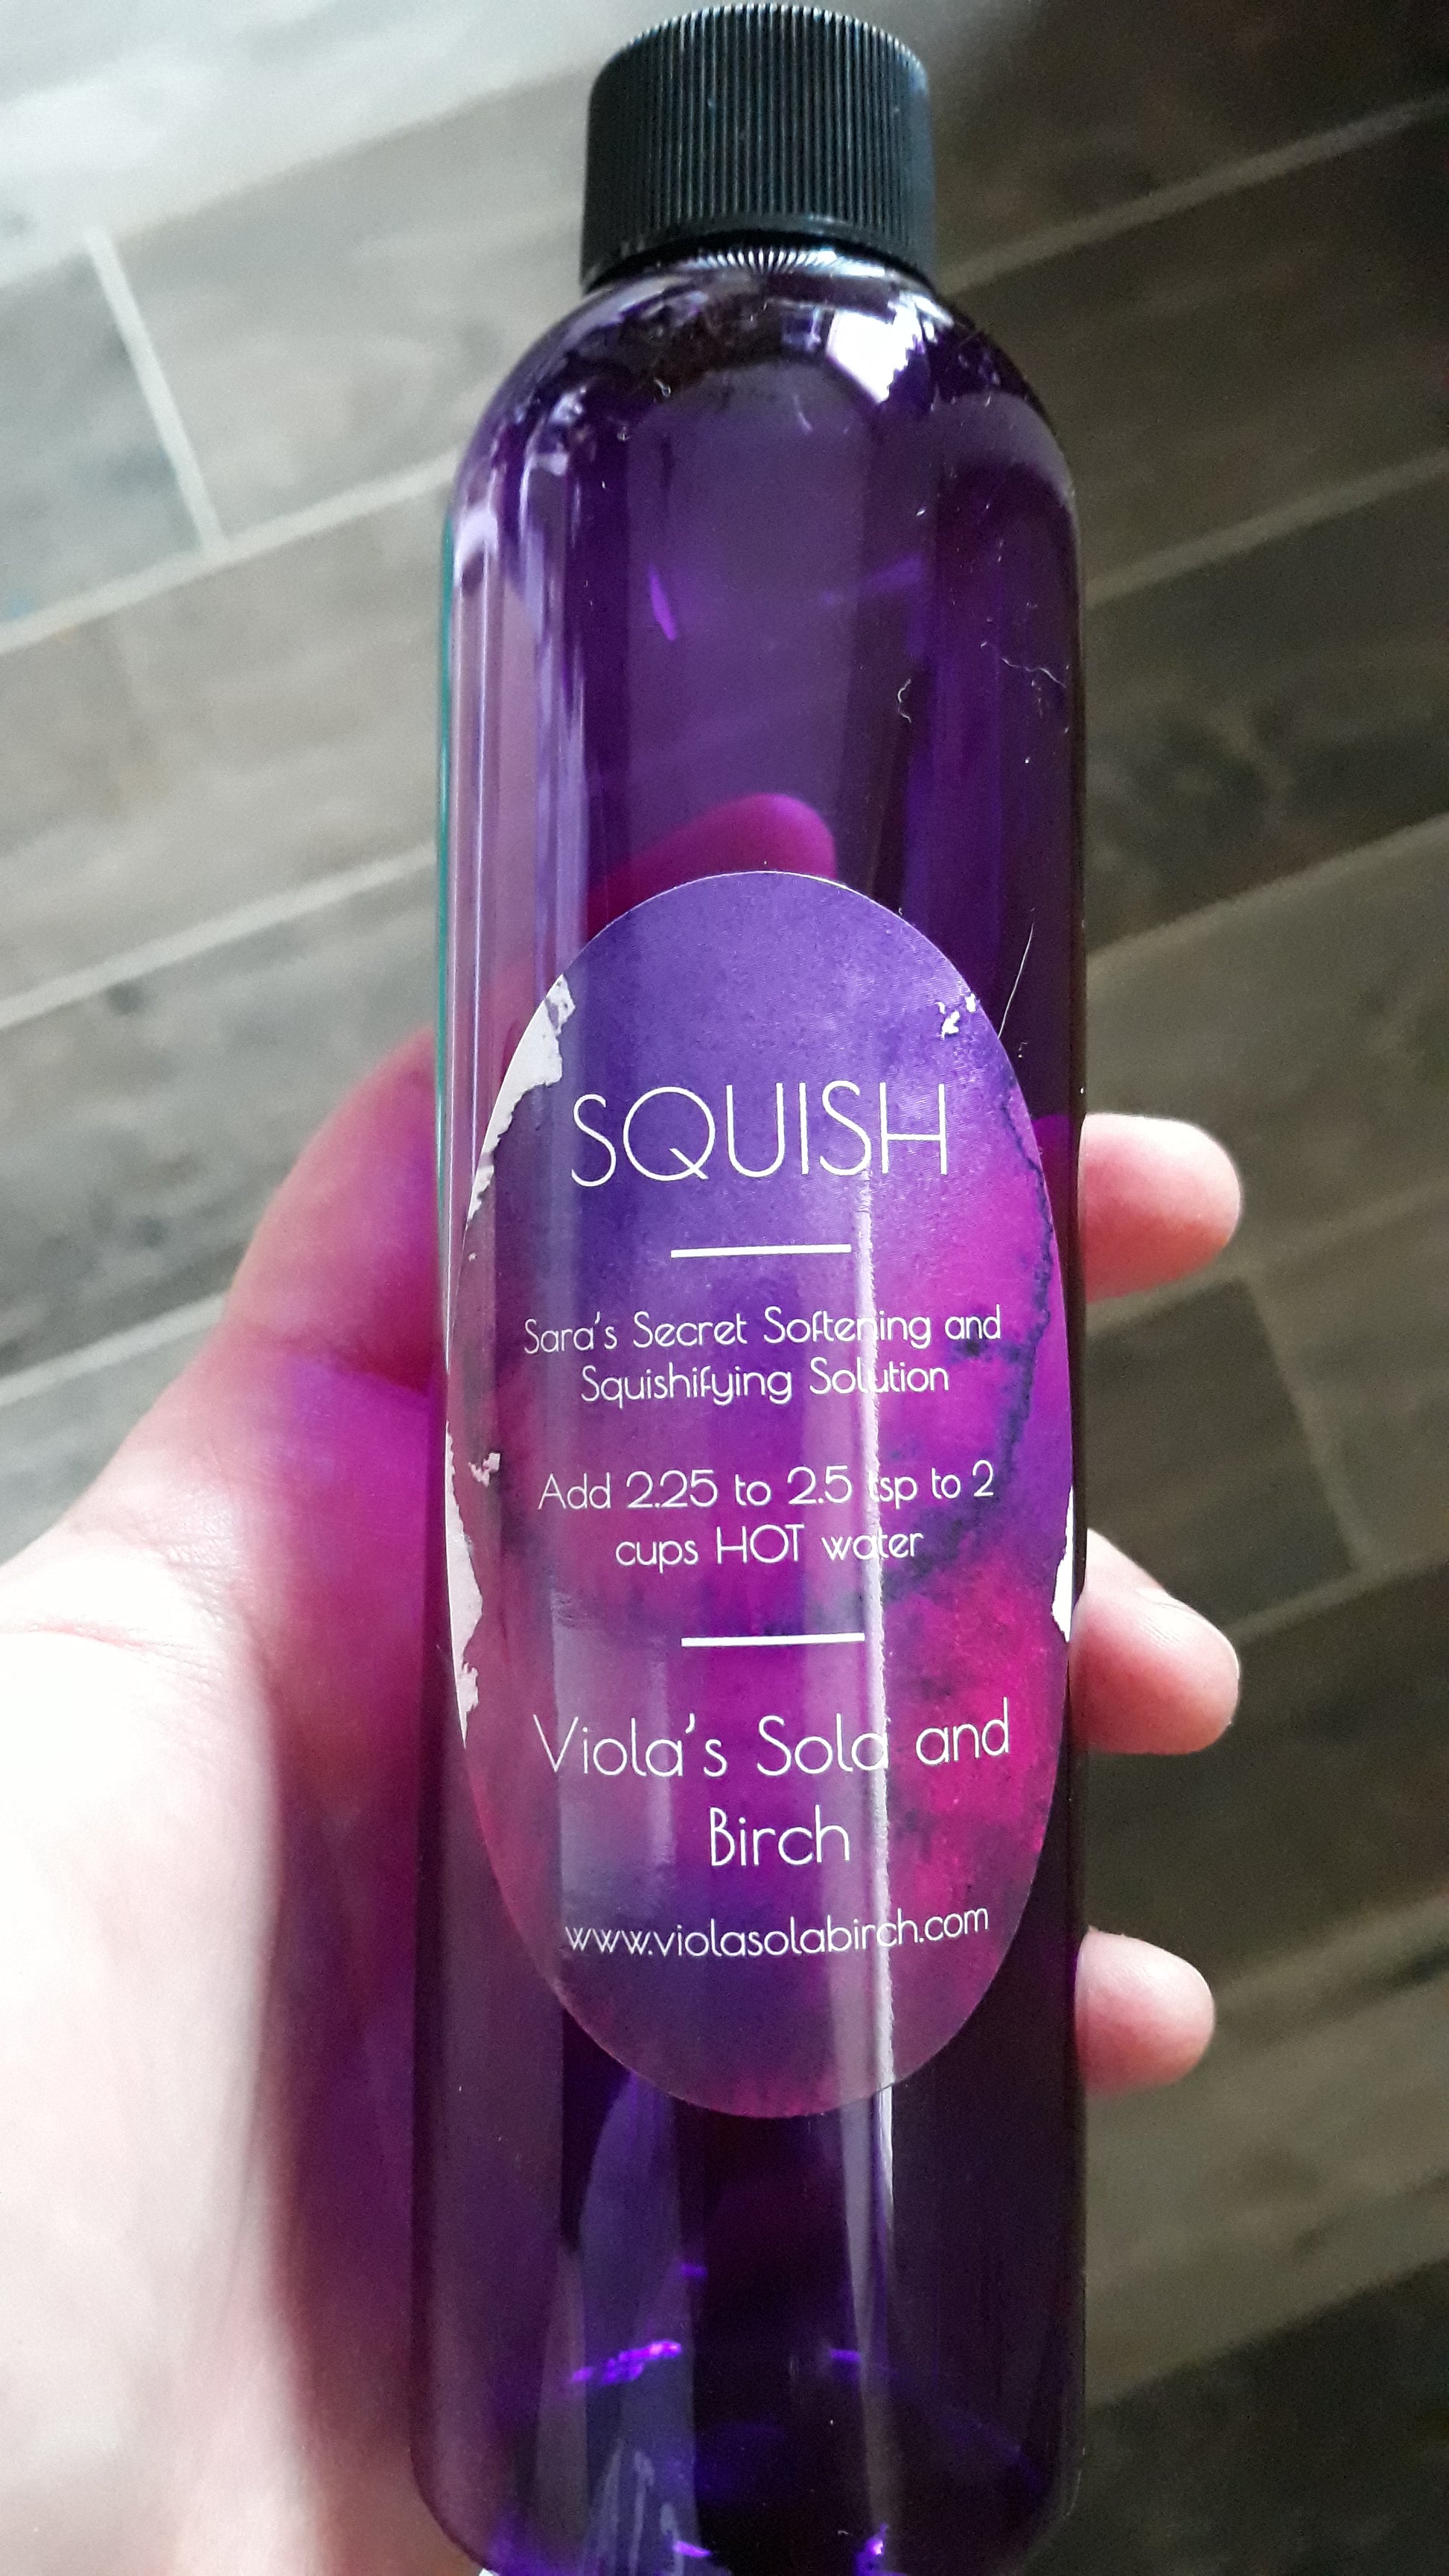 SQUISH
Sara's Secret Softening and
Squishifying Solution
Add 2.25 to 2.5 tsp to 2
cups HOT water
Viola's Sola and
Birch
www.violasolabirch.com